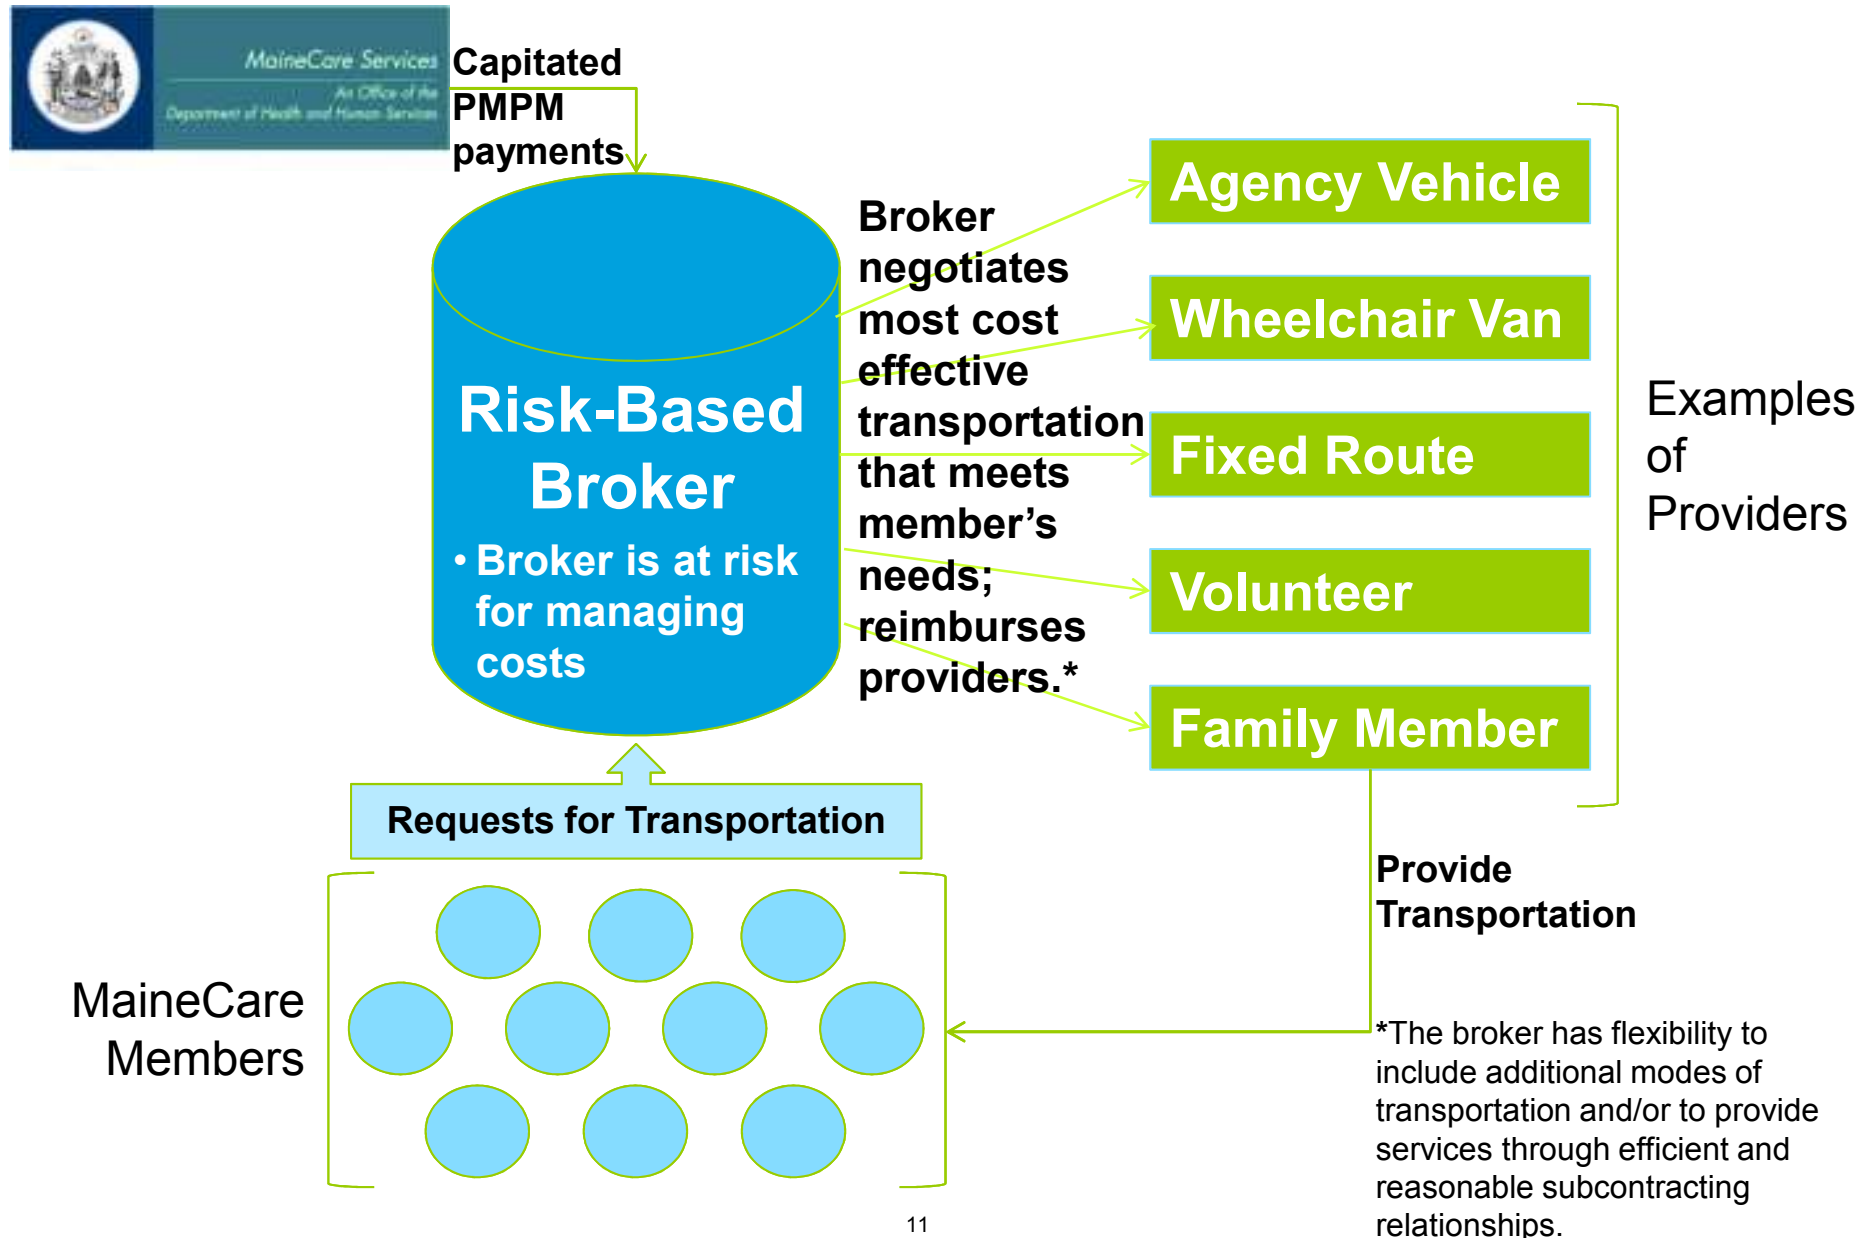 MaineCare Services
An Office of the
Department of Health and Human Services
Capitated
PMPM
payments
Risk-Based
Broker
• Broker is at risk
for managing
costs
Broker
negotiates
most cost
effective
transportation
that meets
member’s
needs;
reimburses
providers.*
Agency Vehicle
Wheelchair Van
Fixed Route
Volunteer
Family Member
Examples
of
Providers
Requests for Transportation
MaineCare
Members
Provide
Transportation
*The broker has flexibility to
include additional modes of
transportation and/or to provide
services through efficient and
reasonable subcontracting
relationships.
11